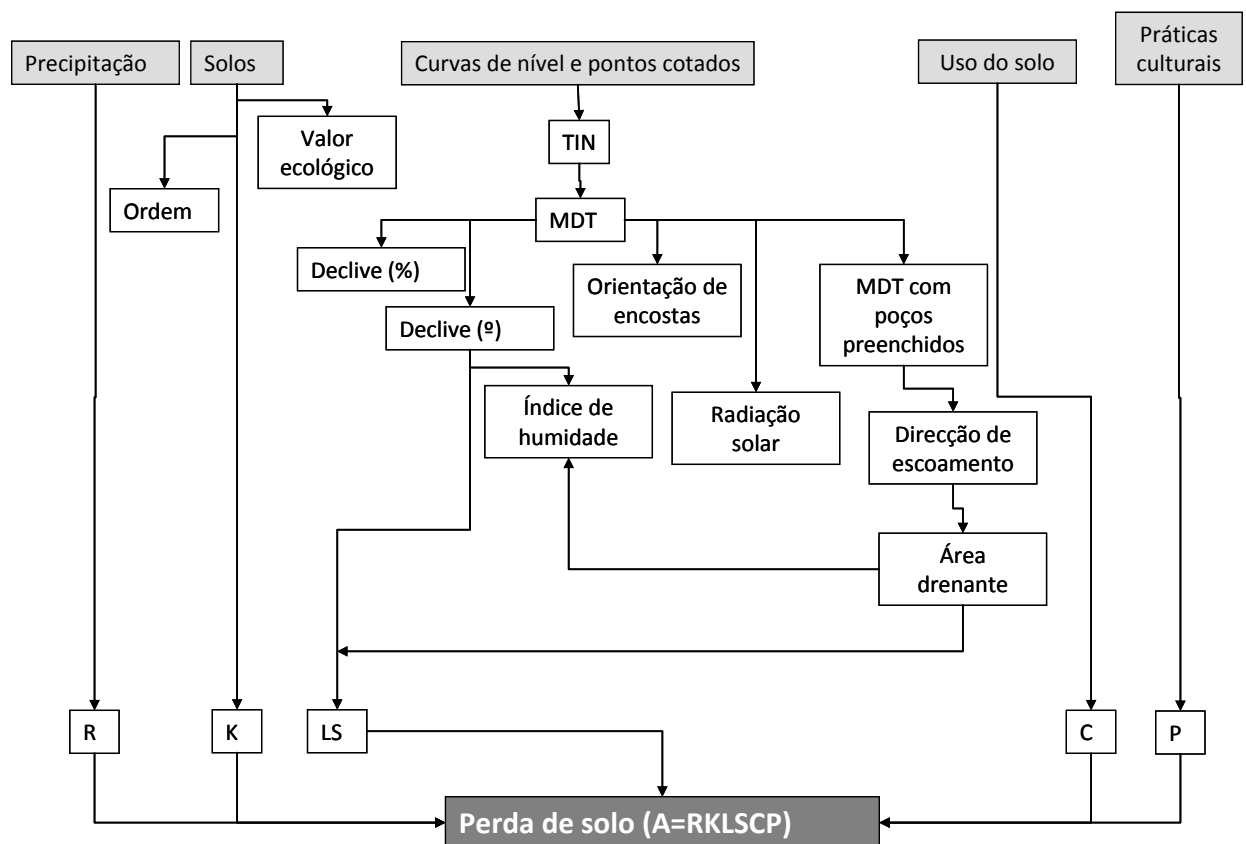 Precipitação
Solos
Curvas de nível e pontos cotados
Uso do solo
Práticas
culturais
Valor
ecológico
TIN
Ordem
MDT
Declive (%)
Orientação de
encostas
MDT com
poços
preenchidos
Declive (º)
Índice de
humidade
Radiação
solar
Direcção de
escoamento
Área
drenante
R
K
LS
C
P
Perda de solo (A=RKLSCP)